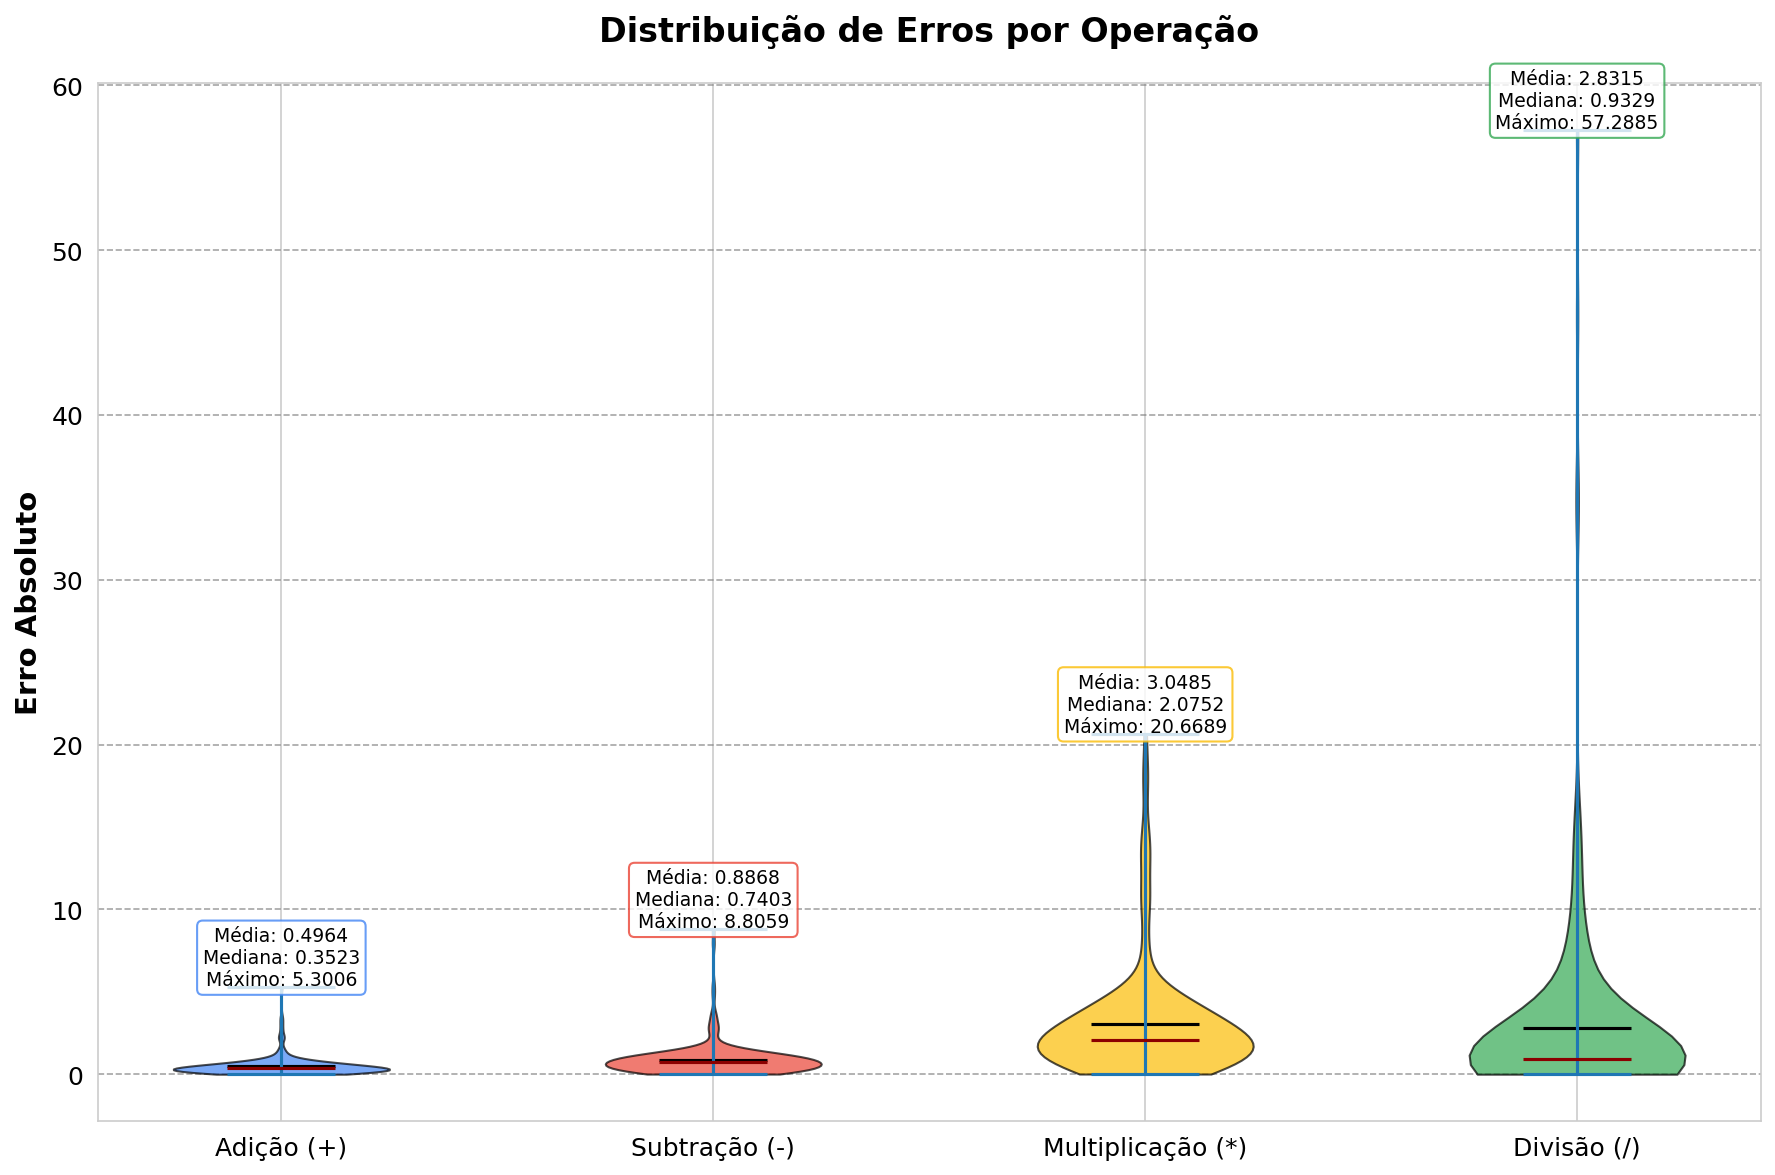 Distribuição de Erros por Operação
Erro Absoluto
60
50
40
30
20
10
0
Média: 0.4964
Mediana: 0.3523
Máximo: 5.3006
Média: 0.8868
Mediana: 0.7403
Máximo: 8.8059
Média: 3.0485
Mediana: 2.0752
Máximo: 20.6689
Média: 2.8315
Mediana: 0.9329
Máximo: 57.2885
Adição (+)
Subtração (-)
Multiplicação (*)
Divisão (/)